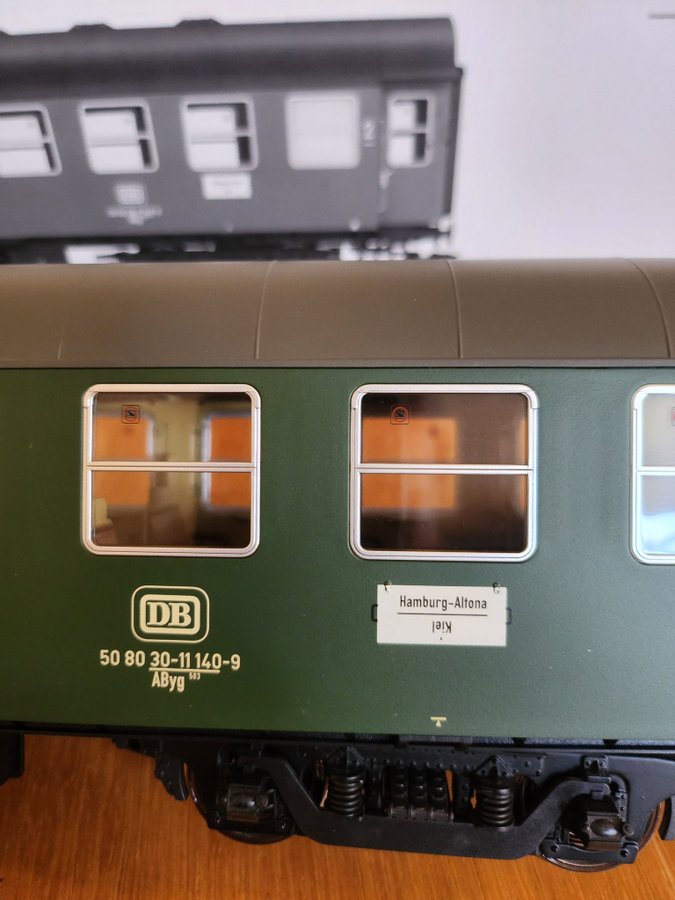 2
DB
50 80 30-11 140-9
AByg 503
Hamburg-Altona
Kiel